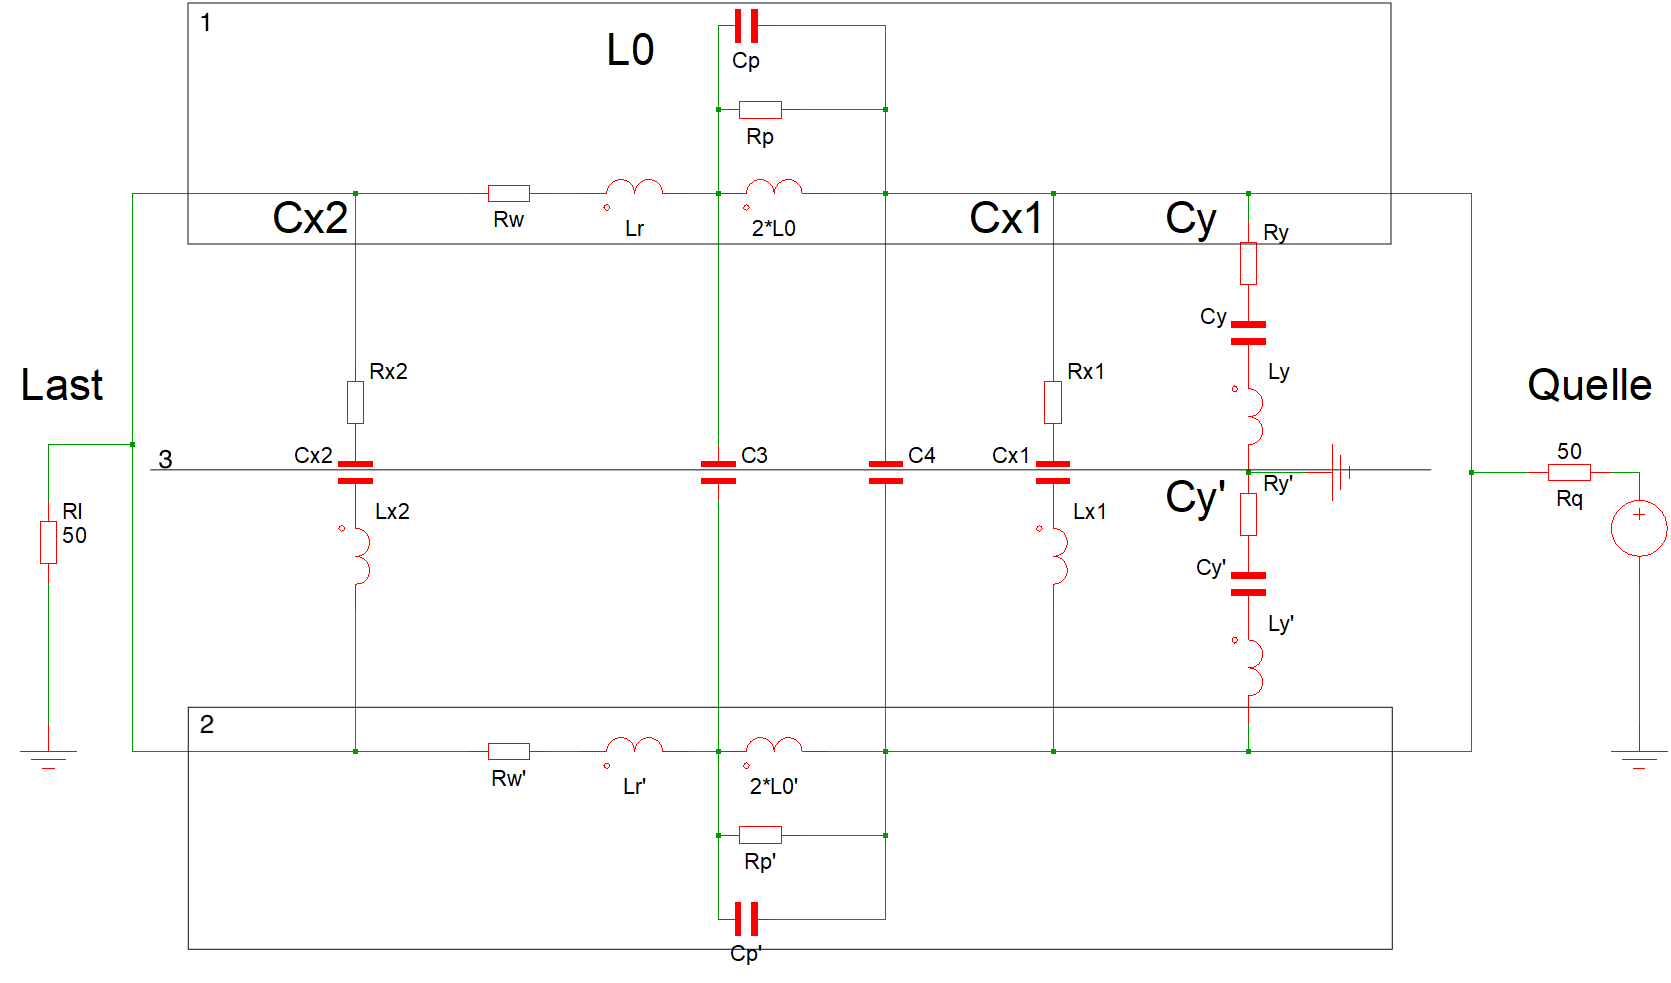 1
L0
Cp
Rp
Cx2
Rw
Lr
2*L0
Cx1
Cy
Ry
Cy
Last
Rx2
Rx1
Ly
Quelle
3
Cx2
C3
C4
Cx1
50
Rl
50
Lx2
Lx1
Cy'
Ry'
Rq
+
Cy'
Ly'
2
Rw'
Lr'
2*L0'
Rp'
Cp'